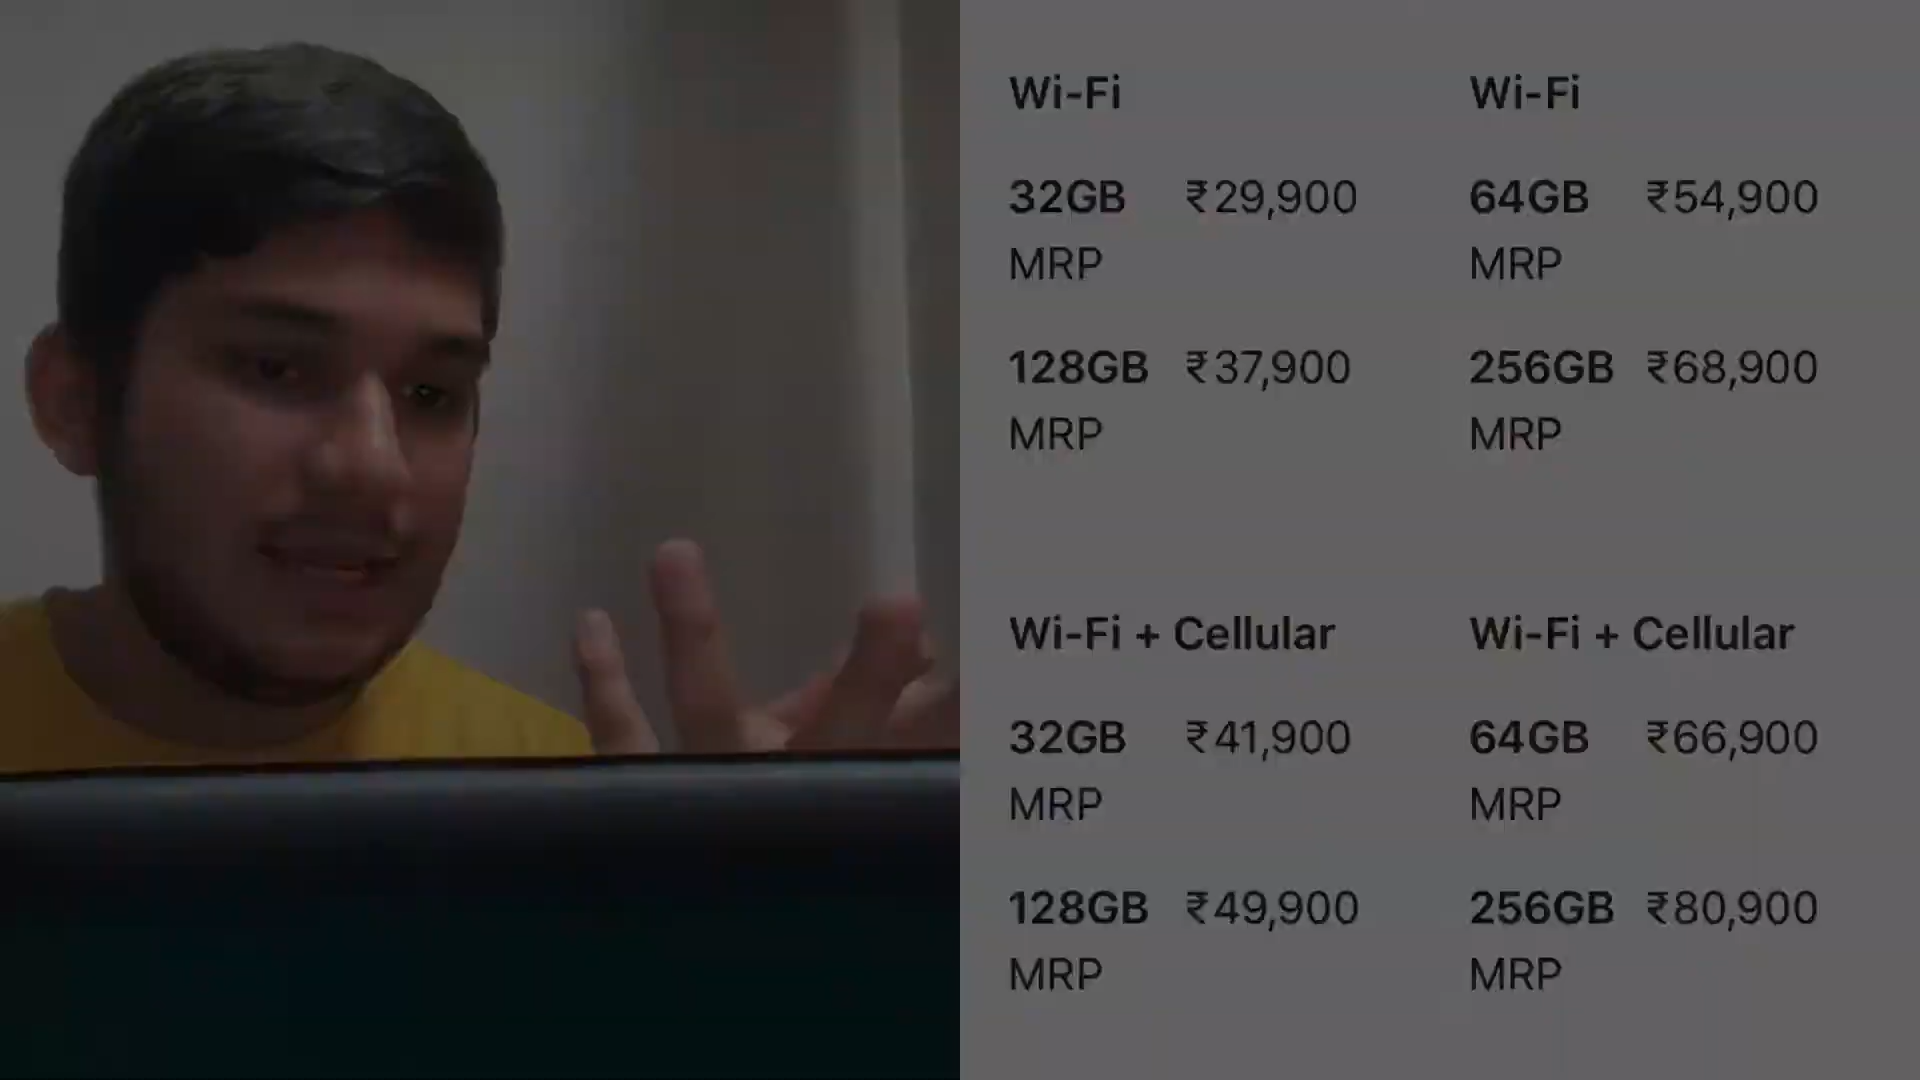 Wi-Fi
32GB ₹29,900
MRP
128GB ₹37,900
MRP
Wi-Fi
64GB ₹54,900
MRP
256GB ₹68,900
MRP
Wi-Fi + Cellular
32GB ₹41,900
MRP
128GB ₹49,900
MRP
Wi-Fi + Cellular
64GB ₹66,900
MRP
256GB ₹80,900
MRP